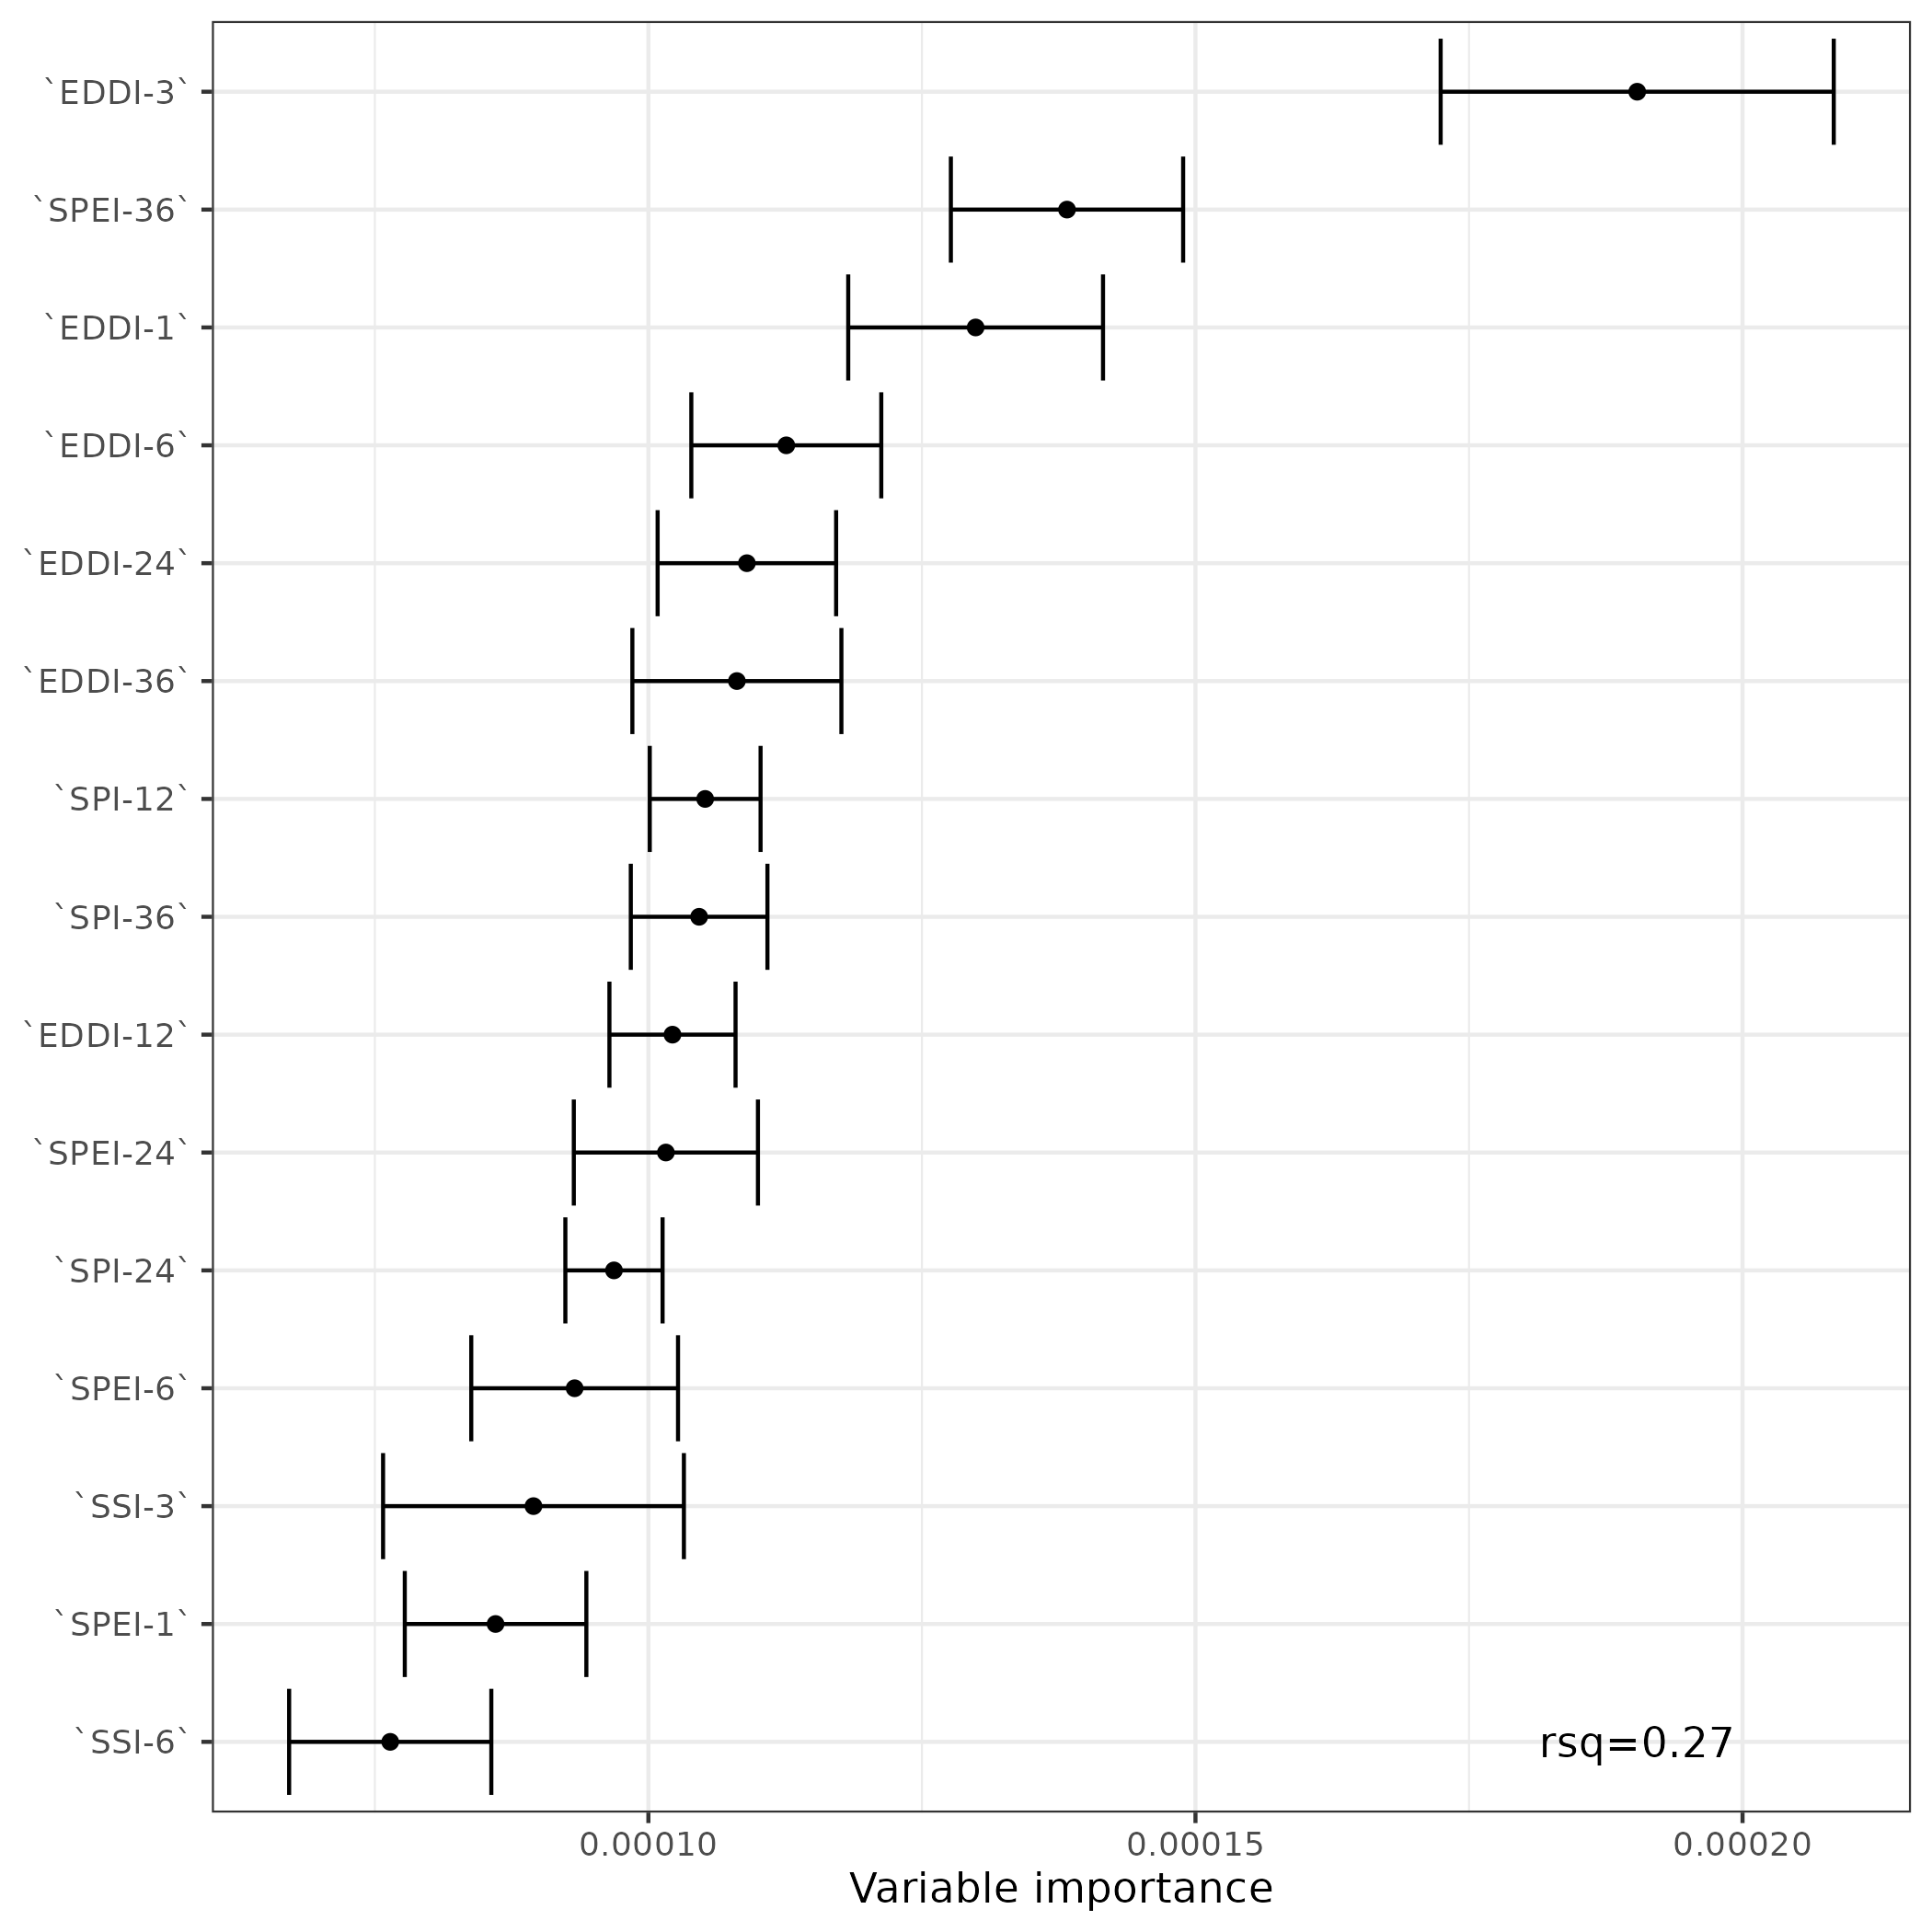 `EDDI-3`
`SPEI-36`
`EDDI-1`
`EDDI-6`
`EDDI-24`
`EDDI-36`
`SPI-12`
`SPI-36`
`EDDI-12`
`SPEI-24`
`SPI-24`
`SPEI-6`
`SSI-3`
`SPEI-1`
`SSI-6`
rsq=0.27
0.00010 0.00015 0.00020
Variable importance